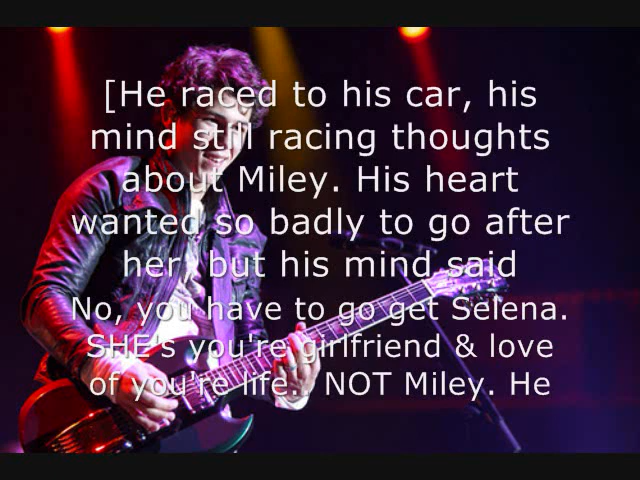 [He raced to his car, his
mind still racing thoughts
about Miley. His heart
wanted so badly to go after
her, but his mind said
No, you have to go get Selena.
SHE's you're girlfriend & love
of you're life... NOT Miley. He